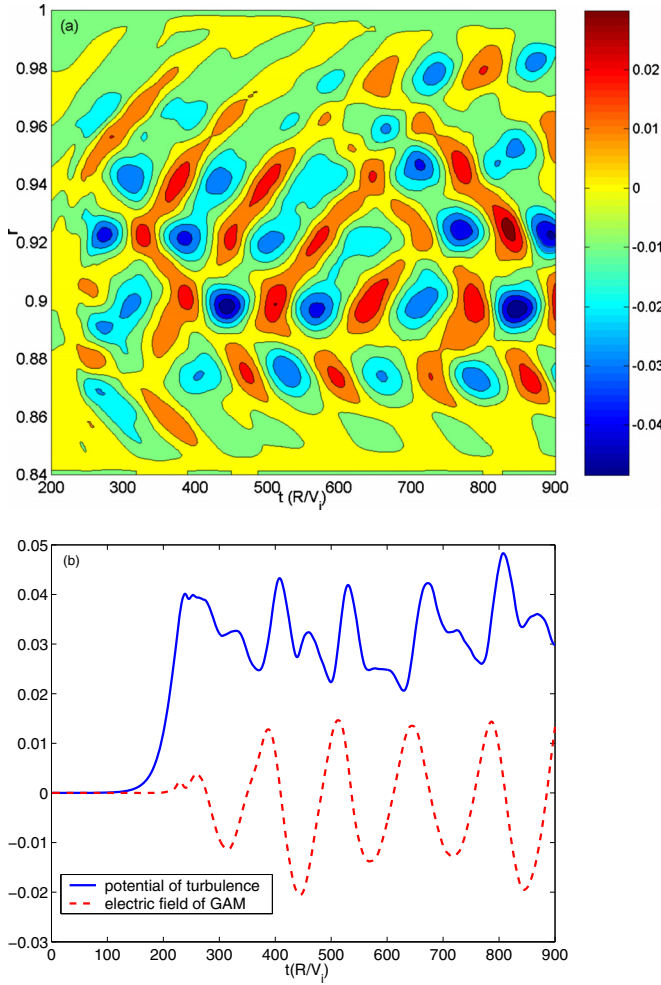 (a)
1
0.98
0.96
0.94
0.92
0.9
0.88
0.86
0.84
r
200 300 400 500 600 700 800 900
t (R/V_i)
0.02
0.01
0
-0.01
-0.02
-0.03
-0.04
(b)
0.05
0.04
0.03
0.02
0.01
0
−0.01
−0.02
−0.03
potential of turbulence
electric field of GAM
0 100 200 300 400 500 600 700 800 900
t(R/V_i)